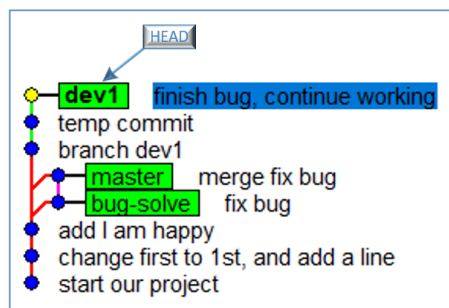 HEAD
dev1 finish bug, continue working
temp commit
branch dev1
master merge fix bug
bug-solve fix bug
add I am happy
change first to 1st, and add a line
start our project